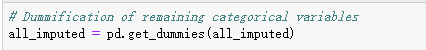 # Dummification of remaining categorical variables
all_imputed = pd.get_dummies(all_imputed)